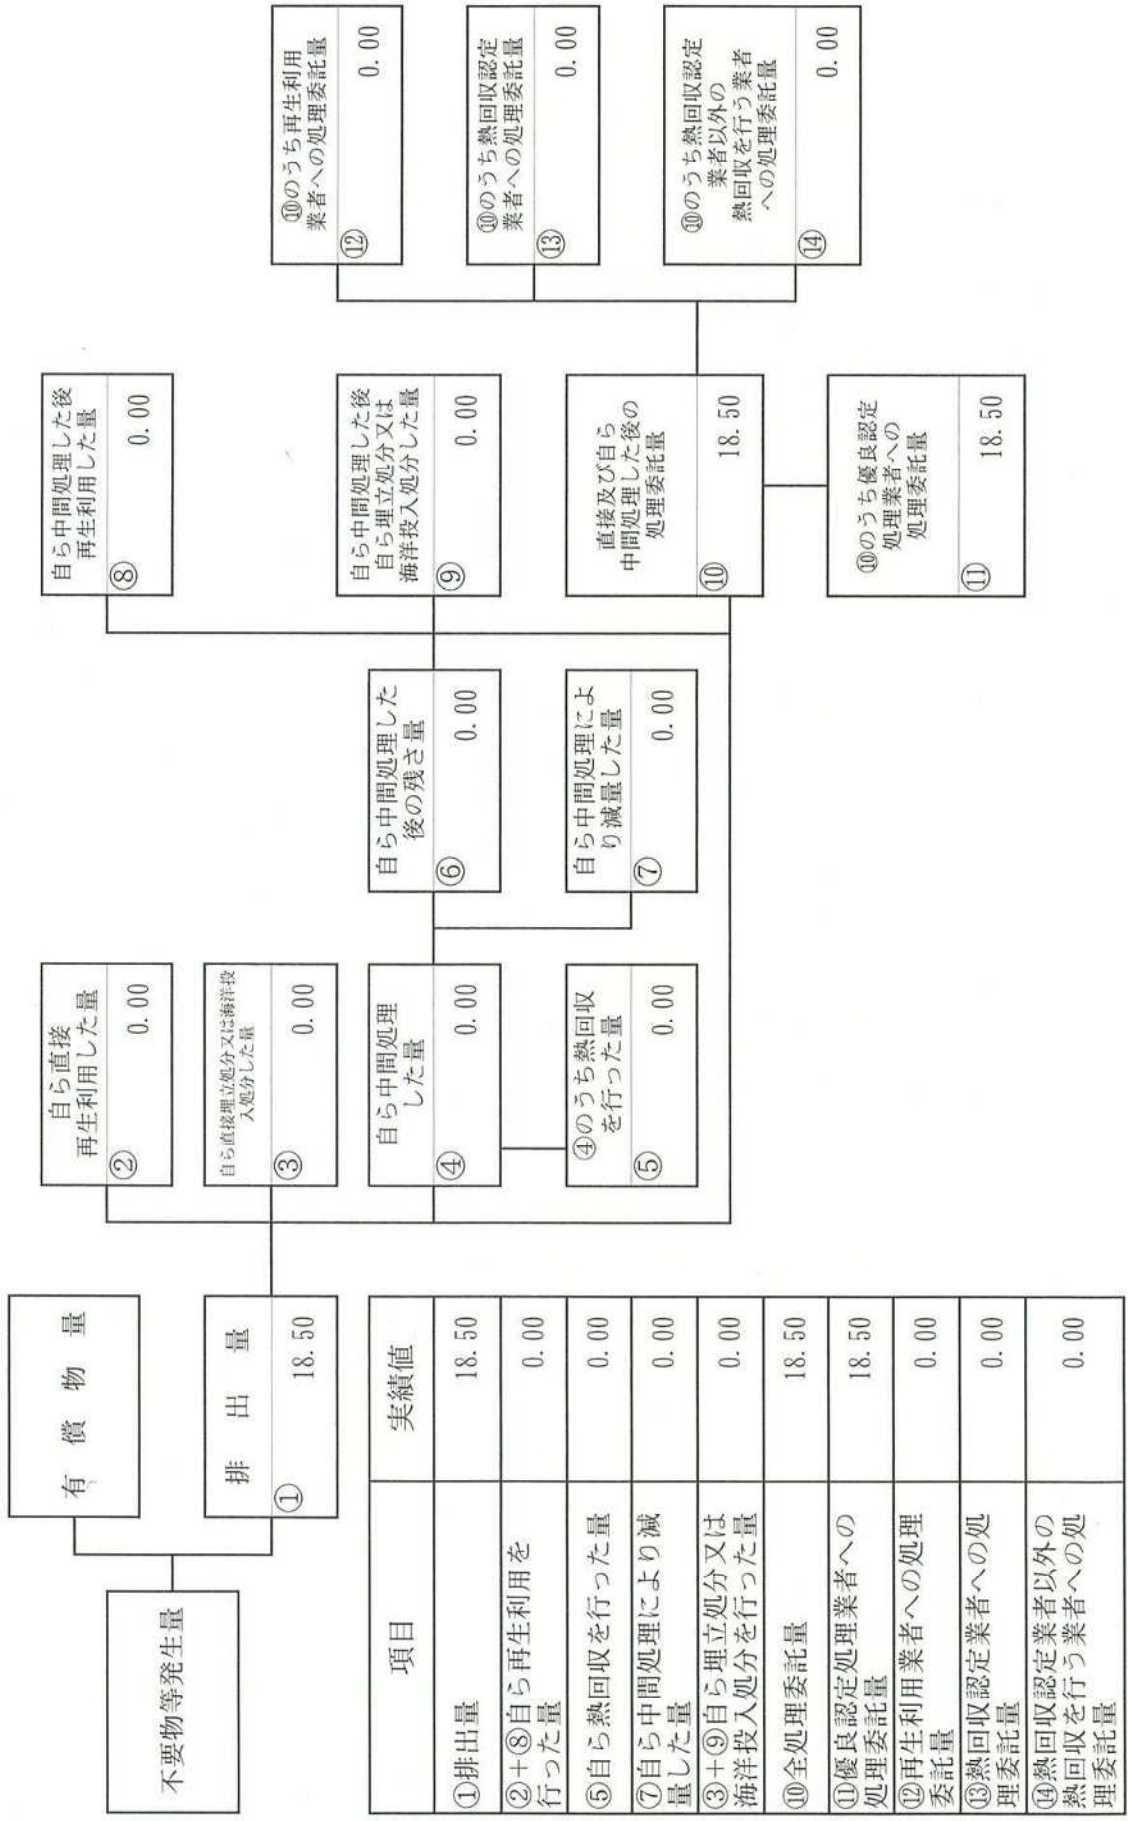 不要物等発生量
有償物量
排出量
① 18.50
自ら直接
再生利用した量
② 0.00
自ら直接埋立処分又は海洋投
入処分した量
③ 0.00
自ら中間処理
した量
④ 0.00
④のうち熱回収
を行った量
⑤ 0.00
自ら中間処理した
後の残さ量
⑥ 0.00
自ら中間処理によ
り減量した量
⑦ 0.00
自ら中間処理した後
再生利用した量
⑧ 0.00
自ら中間処理した後
自ら埋立処分又は
海洋投入処分した量
⑨ 0.00
直接及び自ら
中間処理した後の
処理委託量
⑩ 18.50
⑩のうち優良認定
処理業者への
処理委託量
⑪ 18.50
⑩のうち再生利用
業者への処理委託量
⑫ 0.00
⑩のうち熱回収認定
業者への処理委託量
⑬ 0.00
⑩のうち熱回収認定
業者以外の
熱回収を行う業者
への処理委託量
⑭ 0.00
項目 実績値
①排出量 18.50
②+⑧自ら再生利用を
行った量 0.00
⑤自ら熱回収を行った量 0.00
⑦自ら中間処理により減
量した量 0.00
③+⑨自ら埋立処分又は
海洋投入処分を行った量 0.00
⑩全処理委託量 18.50
⑪優良認定処理業者への
処理委託量 18.50
⑫再生利用業者への処理
委託量 0.00
⑬熱回収認定業者への処
理委託量 0.00
⑭熱回収認定業者以外の
熱回収を行う業者への処
理委託量 0.00